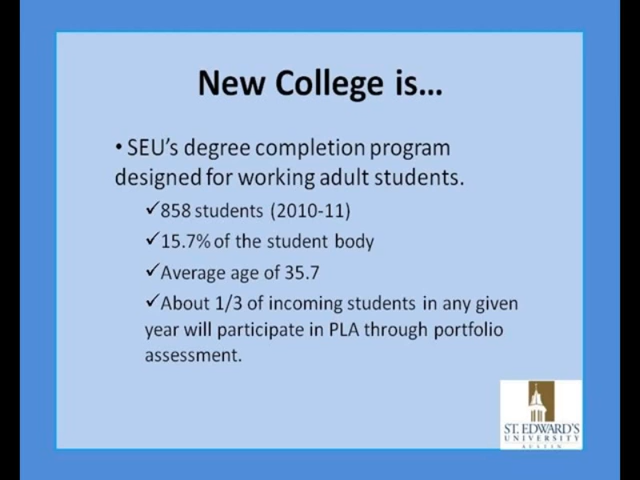 New College is...
• SEU's degree completion program
designed for working adult students.
✓858 students (2010-11)
✓15.7% of the student body
✓Average age of 35.7
✓About 1/3 of incoming students in any given
year will participate in PLA through portfolio
assessment.
ST. EDWARD'S
UNIVERSITY
AUSTIN